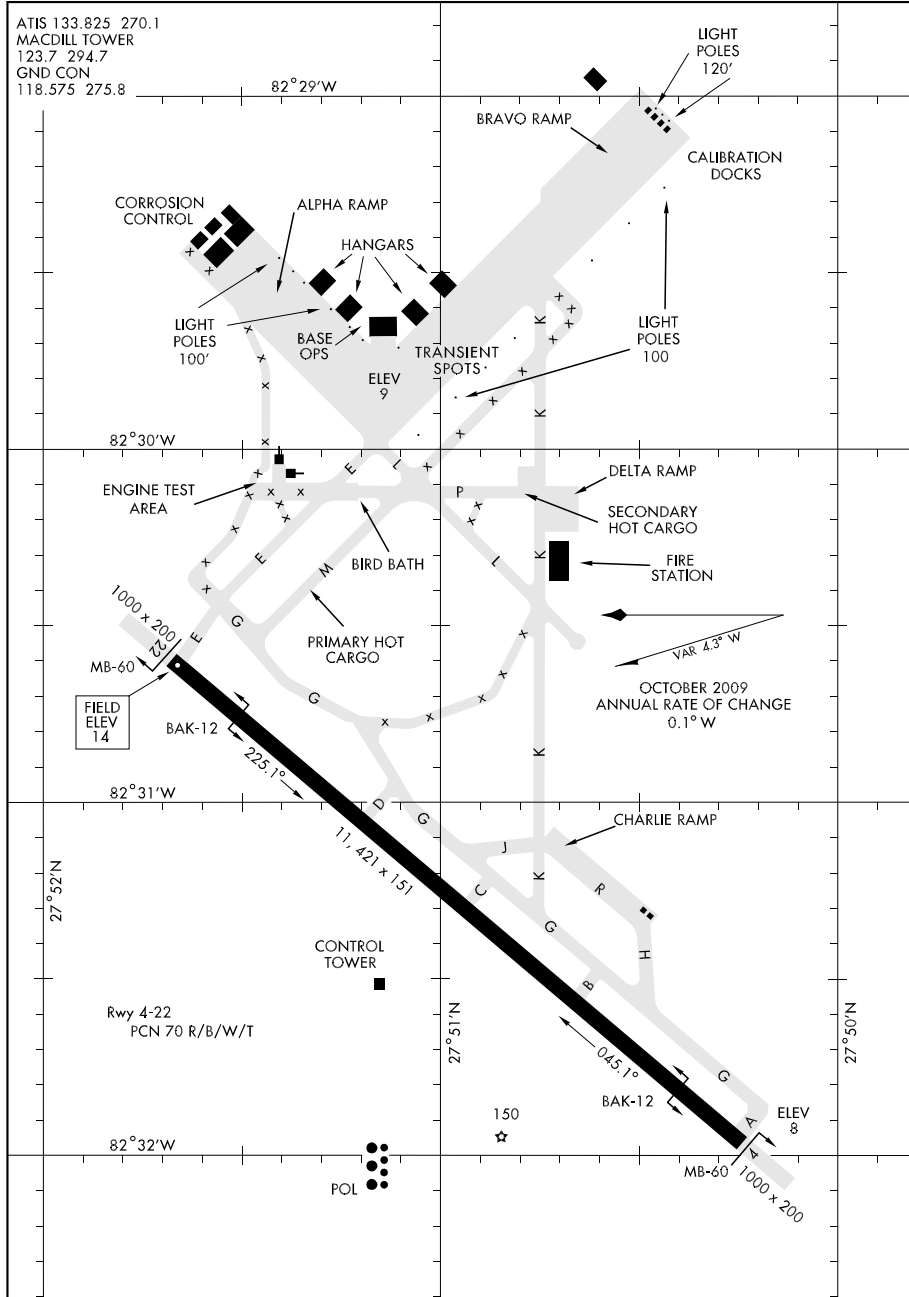 ATIS 133.825 270.1
MACDILL TOWER
123.7 294.7
GND CON
118.575 275.8
82°29'W
LIGHT
POLES
120'
BRAVO RAMP
CALIBRATION
DOCKS
CORROSION
CONTROL
ALPHA RAMP
HANGARS
LIGHT
POLES
100'
BASE
OPS
TRANSIENT
SPOTS
LIGHT
POLES
100
ELEV
9
K
K
82°30'W
E
L
DELTA RAMP
ENGINE TEST
AREA
P
SECONDARY
HOT CARGO
BIRD BATH
E
M
L
K
FIRE
STATION
1000 x 200
22
E
G
PRIMARY HOT
CARGO
VAR 4.3° W
MB-60
OCTOBER 2009
ANNUAL RATE OF CHANGE
0.1° W
FIELD
ELEV
14
BAK-12
G
225.1°
K
82°31'W
D
G
CHARLIE RAMP
11,421 x 151
J
C
K
R
27°52'N
G
H
CONTROL
TOWER
B
Rwy 4-22
PCN 70 R/B/W/T
27°51'N
27°50'N
045.1°
G
BAK-12
A
ELEV
8
150
82°32'W
4
MB-60
1000 x 200
POL
x x x x x x x x x x x x x x x x x x x x x x x x x x x x x x x x x